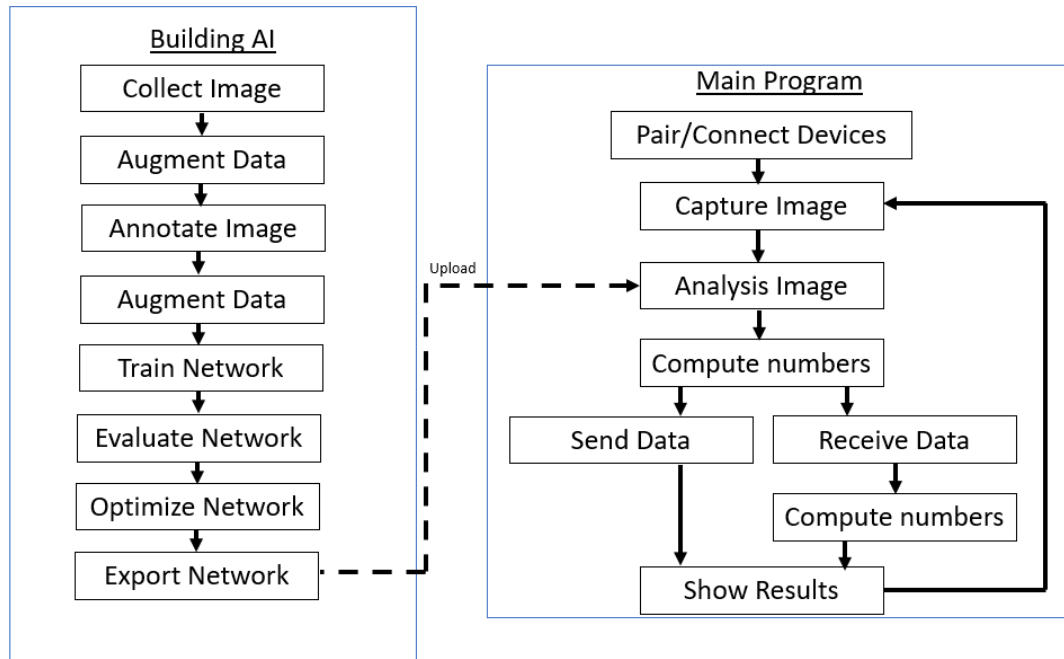 Building AI
Collect Image
Augment Data
Annotate Image
Augment Data
Train Network
Evaluate Network
Optimize Network
Export Network
Upload
Main Program
Pair/Connect Devices
Capture Image
Analysis Image
Compute numbers
Send Data
Receive Data
Compute numbers
Show Results